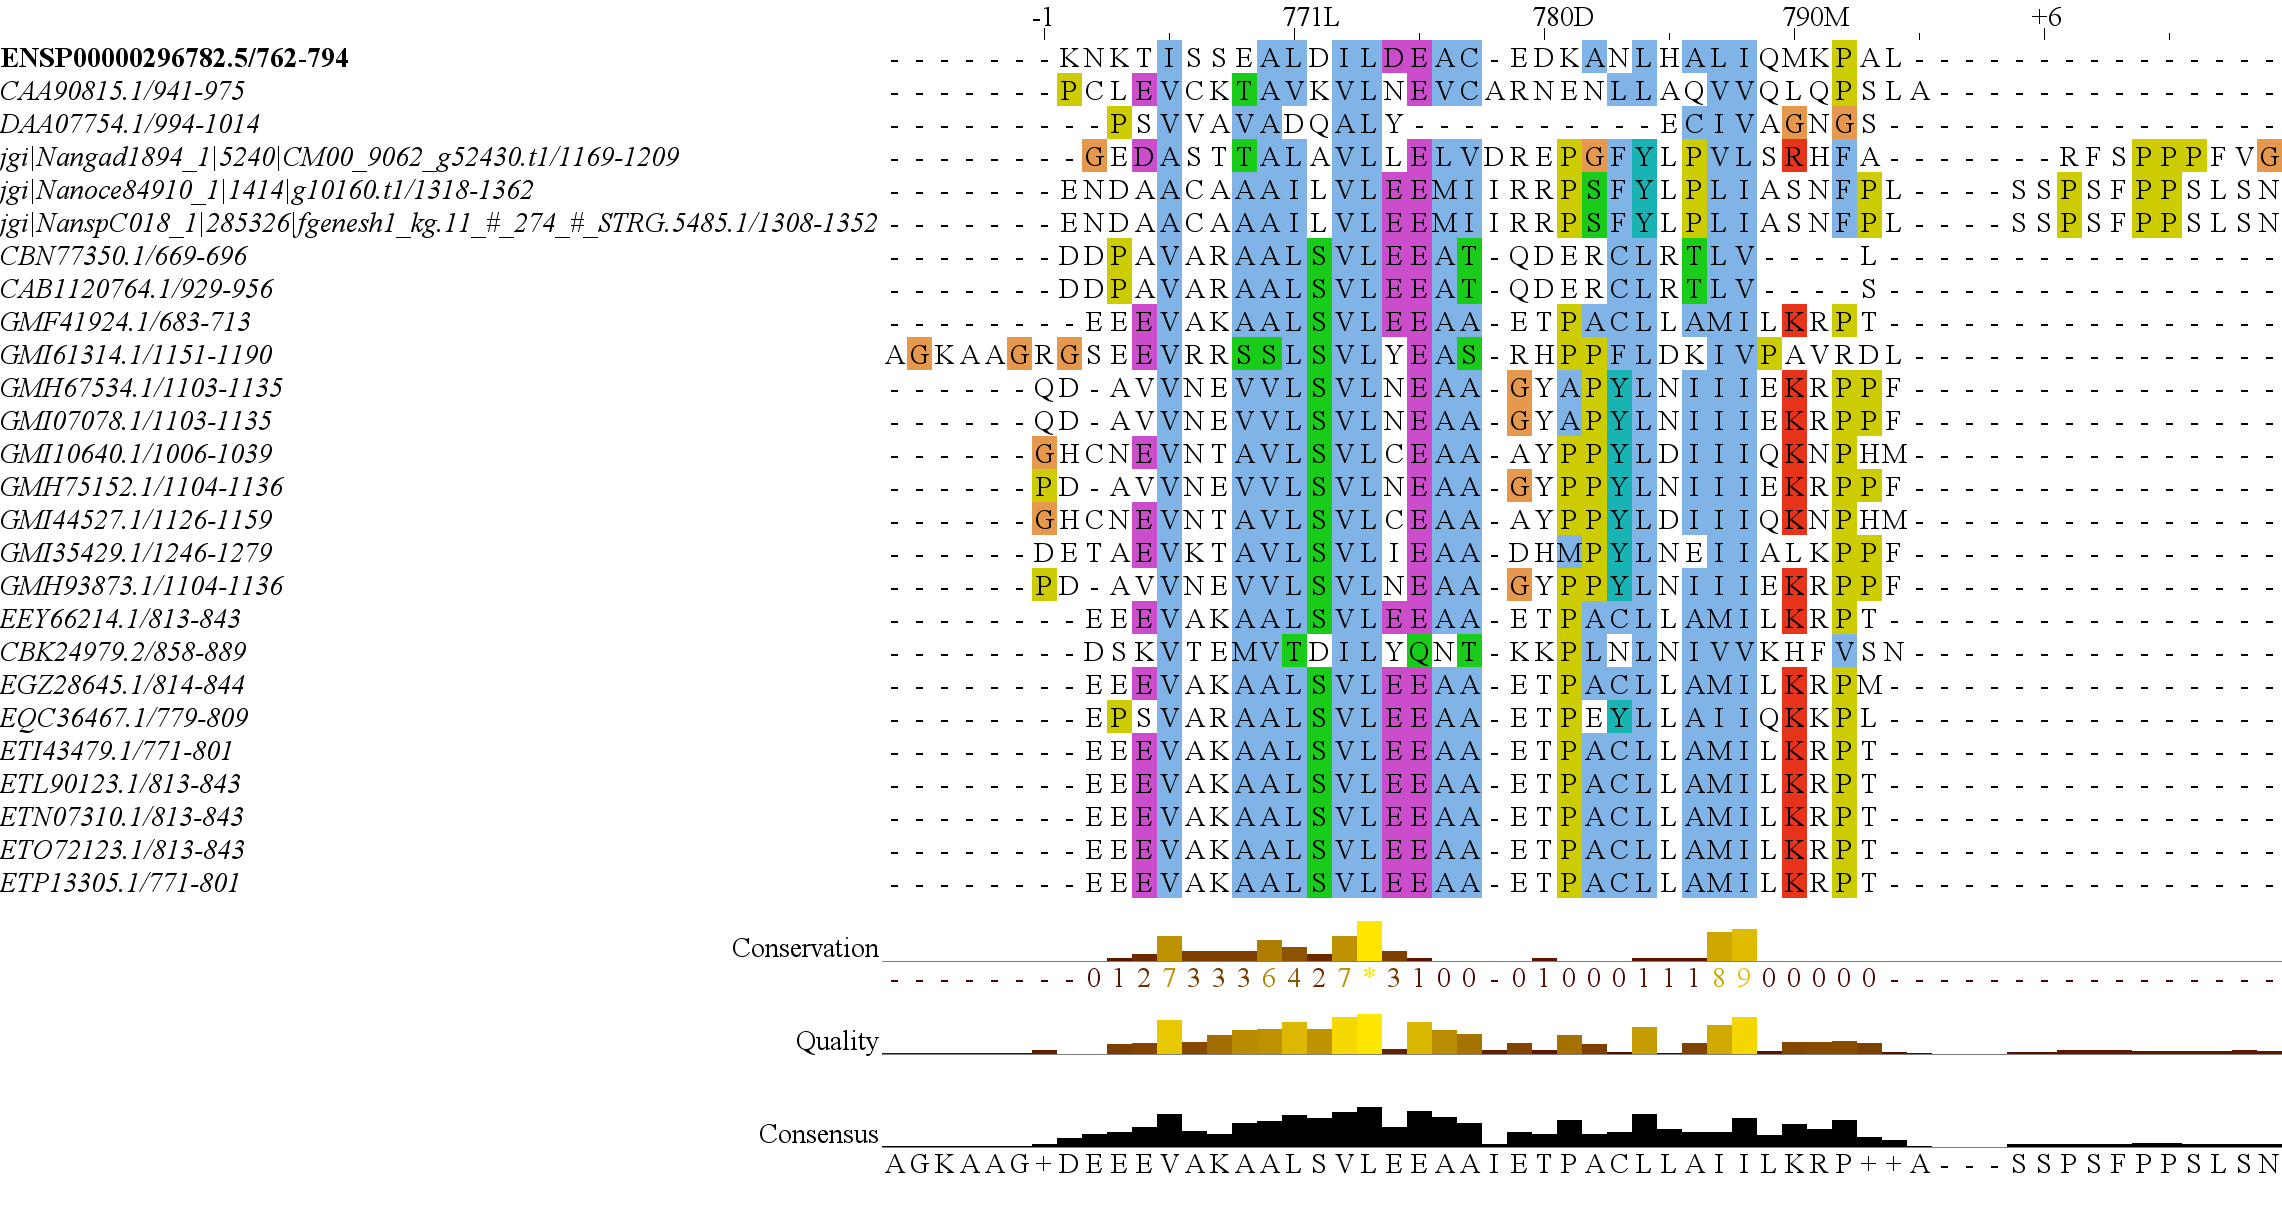 -1 771L 780D 790M +6
ENSP00000296782.5/762-794 -------KNKTISSEALDILDEAC-EDKANLHALIQMKPAL---------------
CAA90815.1/941-975 -------PCLEVCKTAVKVLNEVCARNENLLAQVVQLQPSLA--------------
DAA07754.1/994-1014 ---------PSVVAVADQALY----------ECIVAGNGS----------------
jgi|Nangad1894_1|5240|CM00_9062_g52430.t1/1169-1209 --------GEDASTTALAVLLELVDREPGFYLPVLSRHFA-------RFSPPPFVG
jgi|Nanoce84910_1|1414|g10160.t1/1318-1362 -------ENDAACAAAILVLEEMIIRRPSFYLPLIASNFPL----SSPSFPPSLSN
jgi|NanspC018_1|285326|fgenesh1_kg.11_#_274_#_STRG.5485.1/1308-1352 -------ENDAACAAAILVLEEMIIRRPSFYLPLIASNFPL----SSPSFPPSLSN
CBN77350.1/669-696 -------DDPAVARAALSVLEEAT-QDERCLRTLV----L----------------
CAB1120764.1/929-956 -------DDPAVARAALSVLEEAT-QDERCLRTLV----S----------------
GMF41924.1/683-713 --------EEEVAKAALSVLEEAA-ETPACLLAMILKRPT----------------
GMI61314.1/1151-1190 AGKAAGRGSEEVRRSSLSVLYEAS-RHPPFLDKIVPAVRDL---------------
GMH67534.1/1103-1135 ------QD-AVVNEVVLSVLNEAA-GYAPYLNIIIEKRPPF---------------
GMI07078.1/1103-1135 ------QD-AVVNEVVLSVLNEAA-GYAPYLNIIIEKRPPF---------------
GMI10640.1/1006-1039 ------GHCNEVNTAVLSVLCEAA-AYPPYLDIIIQKNPHM---------------
GMH75152.1/1104-1136 ------PD-AVVNEVVLSVLNEAA-GYPPYLNIIIEKRPPF---------------
GMI44527.1/1126-1159 ------GHCNEVNTAVLSVLCEAA-AYPPYLDIIIQKNPHM---------------
GMI35429.1/1246-1279 ------DETAEVKTAVLSVLIEAA-DHMPYLNEIIALKPPF---------------
GMH93873.1/1104-1136 ------PD-AVVNEVVLSVLNEAA-GYPPYLNIIIEKRPPF---------------
EEY66214.1/813-843 --------EEEVAKAALSVLEEAA-ETPACLLAMILKRPT----------------
CBK24979.2/858-889 --------DSKVTEMVTDILYQNT-KKPLNLNIVVKHFVSN---------------
EGZ28645.1/814-844 --------EEEVAKAALSVLEEAA-ETPACLLAMILKRPM----------------
EQC36467.1/779-809 --------EPSVARAALSVLEEAA-ETPEYLLAIIQKKPL----------------
ETI43479.1/771-801 --------EEEVAKAALSVLEEAA-ETPACLLAMILKRPT----------------
ETL90123.1/813-843 --------EEEVAKAALSVLEEAA-ETPACLLAMILKRPT----------------
ETN07310.1/813-843 --------EEEVAKAALSVLEEAA-ETPACLLAMILKRPT----------------
ETO72123.1/813-843 --------EEEVAKAALSVLEEAA-ETPACLLAMILKRPT----------------
ETP13305.1/771-801 --------EEEVAKAALSVLEEAA-ETPACLLAMILKRPT----------------
Conservation
--------01273336427*3100-010001118900000----------------
Quality
Consensus
AGKAAG+DEEEVAKAALSVLEEAAIETPACLLAIILKRP++A---SSPSFPPSLSN